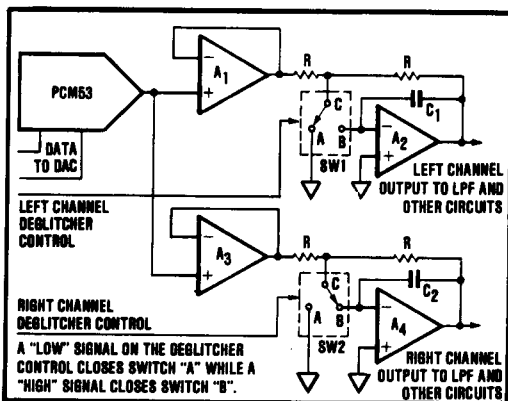 PCM53
DATA
TO DAC
−
+
A1
R
R
C
A
B
SW1
C1
−
+
A2
LEFT CHANNEL
DEGLITCHER
CONTROL
LEFT CHANNEL
OUTPUT TO LPF AND
OTHER CIRCUITS
−
+
A3
R
R
C
A
B
SW2
C2
−
+
A4
RIGHT CHANNEL
DEGLITCHER CONTROL
A "LOW" SIGNAL ON THE DEGLITCHER
CONTROL CLOSES SWITCH "A" WHILE A
"HIGH" SIGNAL CLOSES SWITCH "B".
RIGHT CHANNEL
OUTPUT TO LPF AND
OTHER CIRCUITS